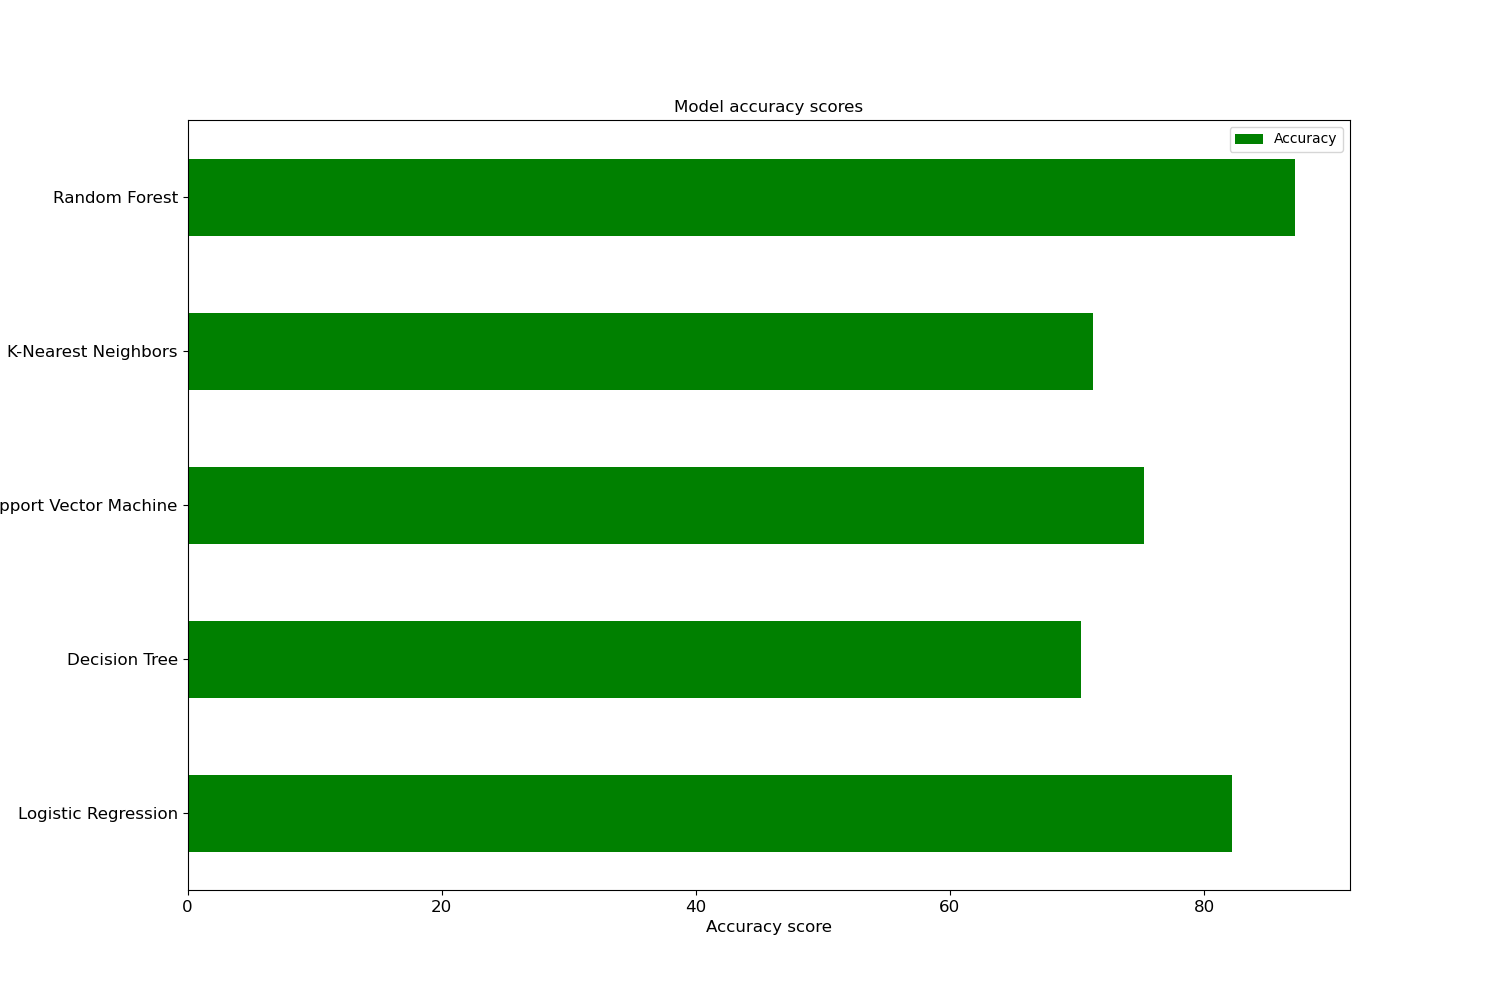 Model accuracy scores
Accuracy
Random Forest
K-Nearest Neighbors
pport Vector Machine
Decision Tree
Logistic Regression
0 20 40 60 80
Accuracy score